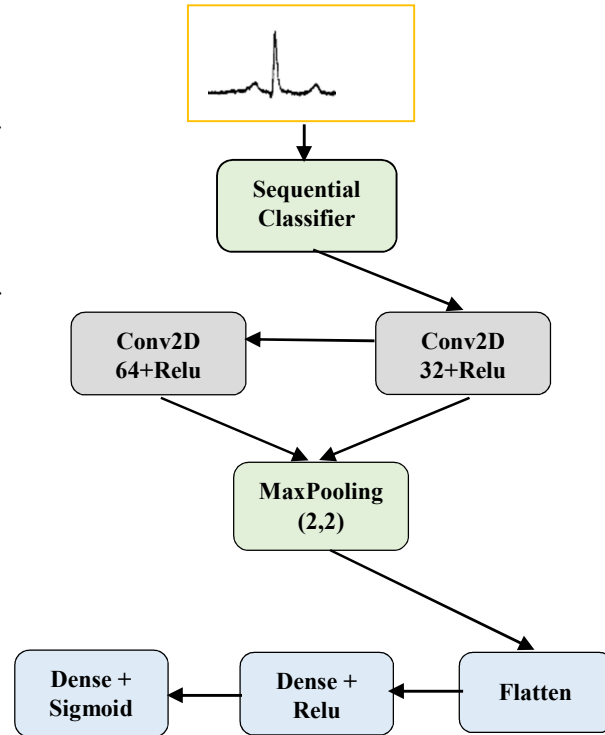 Sequential
Classifier
Conv2D
64+Relu
Conv2D
32+Relu
MaxPooling
(2,2)
Dense +
Sigmoid
Dense +
Relu
Flatten